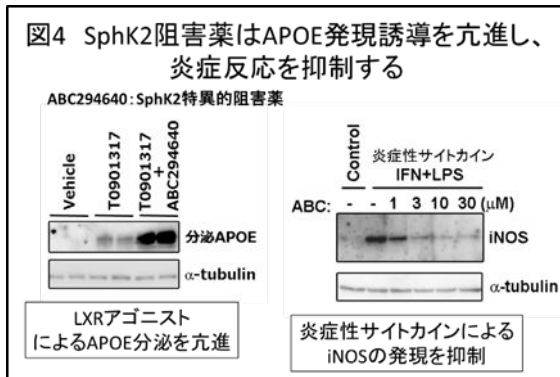 図4 SphK2阻害薬はAPOE発現誘導を亢進し、
炎症反応を抑制する
ABC294640:SphK2特異的阻害薬
Vehicle
T0901317
T0901317
+
ABC294640
分泌APOE
α-tubulin
LXRアゴニスト
によるAPOE分泌を亢進
Control
炎症性サイトカイン
IFN+LPS
ABC: - - 1 3 10 30 (μM)
iNOS
α-tubulin
炎症性サイトカインによる
iNOSの発現を抑制